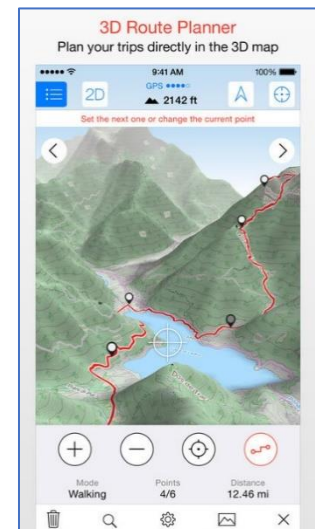 3D Route Planner
Plan your trips directly in the 3D map
9:41 AM
100%
2D
GPS
2142 ft
Set the next one or change the current point
Mode
Points
Distance
Walking
4/6
12.46 mi